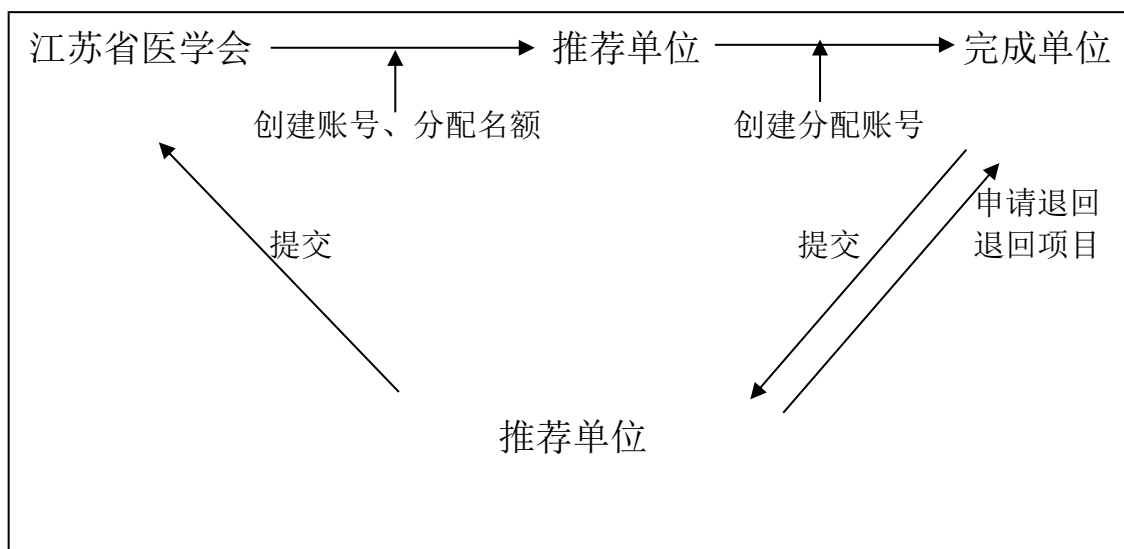 江苏省医学会
推荐单位
完成单位
创建账号、分配名额
创建分配账号
申请退回
退回项目
提交
提交
推荐单位